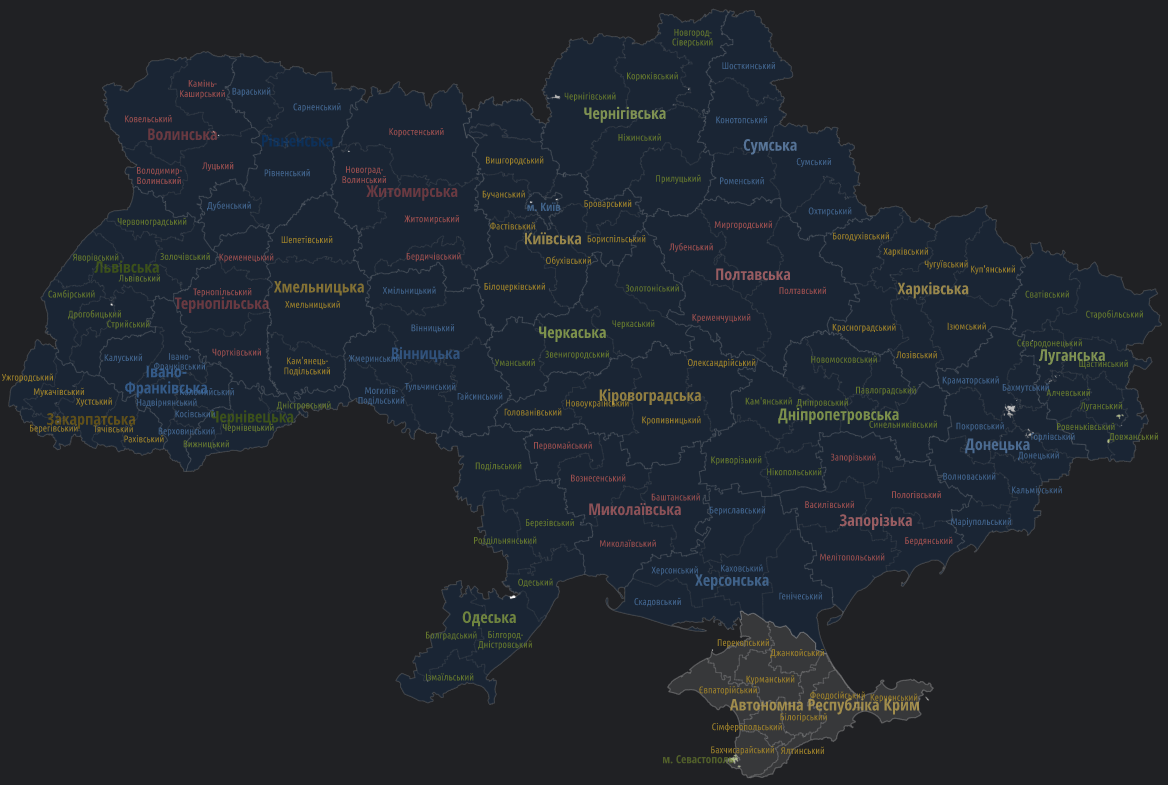 Новгород-
Сіверський
Шосткинський
Корюківський
Камінь-
Каширський
Вараський
Чернігівський
Сарненський
Чернігівська
Ковельський
Конотопський
Волинська
Коростенський
Рівненська
Ніжинський
Сумська
Вишгородський
Сумський
Луцький
Володимир-
Волинський
Рівненський
Новоград-
Волинський
Прилуцький
Роменський
Житомирська
Бучанський
Дубенський
м. Київ
Броварський
Охтирський
Червоноградський
Житомирський
Фастівський
Миргородський
Шепетівський
Київська
Бориспільський
Богодухівський
Лубенський
Харківський
Яворівський
Золочівський
Кременецький
Бердичівський
Обухівський
Львівська
Чугуївський
Куп'янський
Львівський
Полтавська
Хмельницька
Білоцерківський
Золотоніський
Харківська
Самбірський
Тернопільський
Хмільницький
Полтавський
Сватівський
Тернопільська
Хмельницький
Дрогобицький
Стрийський
Кременчуцький
Старобільський
Вінницький
Черкаська
Черкаський
Красноградський
Ізюмський
Сєвєродонецький
Калуський
Івано-
Франківський
Чортківський
Жмеринський
Вінницька
Звенигородський
Лозівський
Луганська
Уманський
Олександрійський
Новомосковський
Щастинський
Кам'янець-
Подільський
Івано-
Франківська
Ужгородський
Краматорський
Мукачівський
Коломийський
Могилів-
Подільський
Тульчинський
Гайсинський
Кіровоградська
Павлоградський
Бахмутський
Алчевський
Хустський
Надвірнянський
Дністровський
Новоукраїнський
Кам'янський
Дніпровський
Луганський
Закарпатська
Косівський
Чернівецька
Голованівський
Кропивницький
Дніпропетровська
Берегівський
Тячівський
Верховинський
Чернівецький
Синельниківський
Покровський
Ровеньківський
Рахівський
Вижницький
Горлівський
Довжанський
Первомайський
Донецька
Донецький
Подільський
Криворізький
Запорізький
Вознесенський
Нікопольський
Волноваський
Баштанський
Пологівський
Кальміуський
Миколаївська
Бериславський
Василівський
Березівський
Запорізька
Маріупольський
Роздільнянський
Миколаївський
Бердянський
Мелітопольський
Херсонський
Каховський
Одеський
Херсонська
Скадовський
Генічеський
Одеська
Болградський
Білгород-
Дністровський
Перекопський
Джанкойський
Ізмаїльський
Курманський
Євпаторійський
Феодосійський
Керченський
Автономна Республіка Крим
Білогірський
Сімферопольський
Бахчисарайський
Ялтинський
м. Севастополь